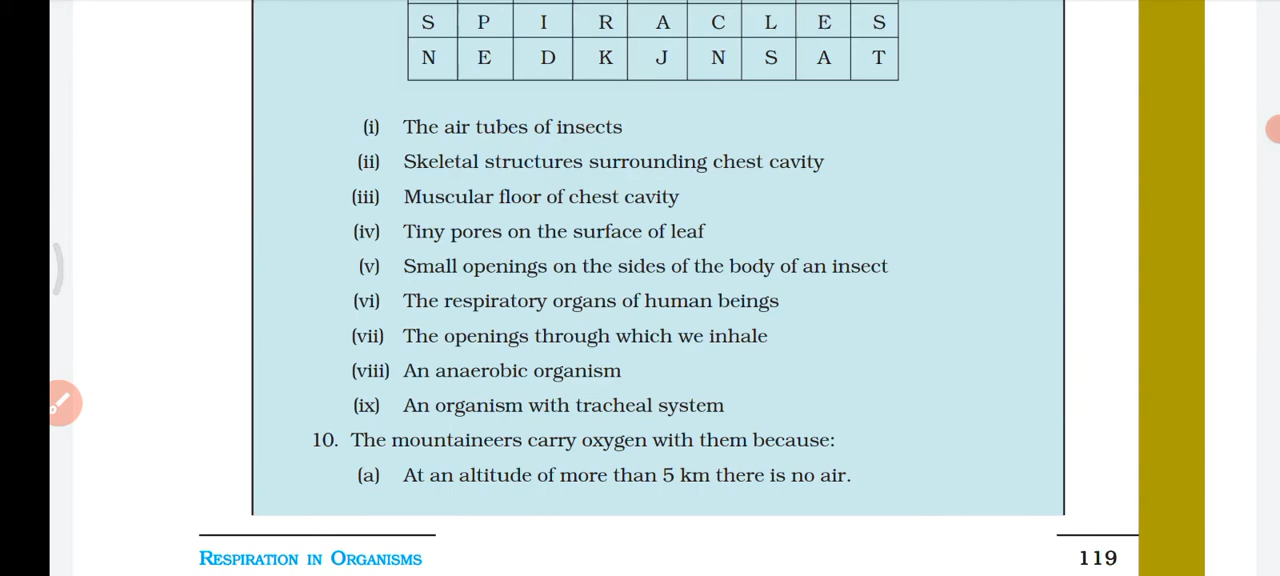 S P I R A C L E S
N E D K J N S A T
(i) The air tubes of insects
(ii) Skeletal structures surrounding chest cavity
(iii) Muscular floor of chest cavity
(iv) Tiny pores on the surface of leaf
(v) Small openings on the sides of the body of an insect
(vi) The respiratory organs of human beings
(vii) The openings through which we inhale
(viii) An anaerobic organism
(ix) An organism with tracheal system
10. The mountaineers carry oxygen with them because:
(a) At an altitude of more than 5 km there is no air.
RESPIRATION IN ORGANISMS
119